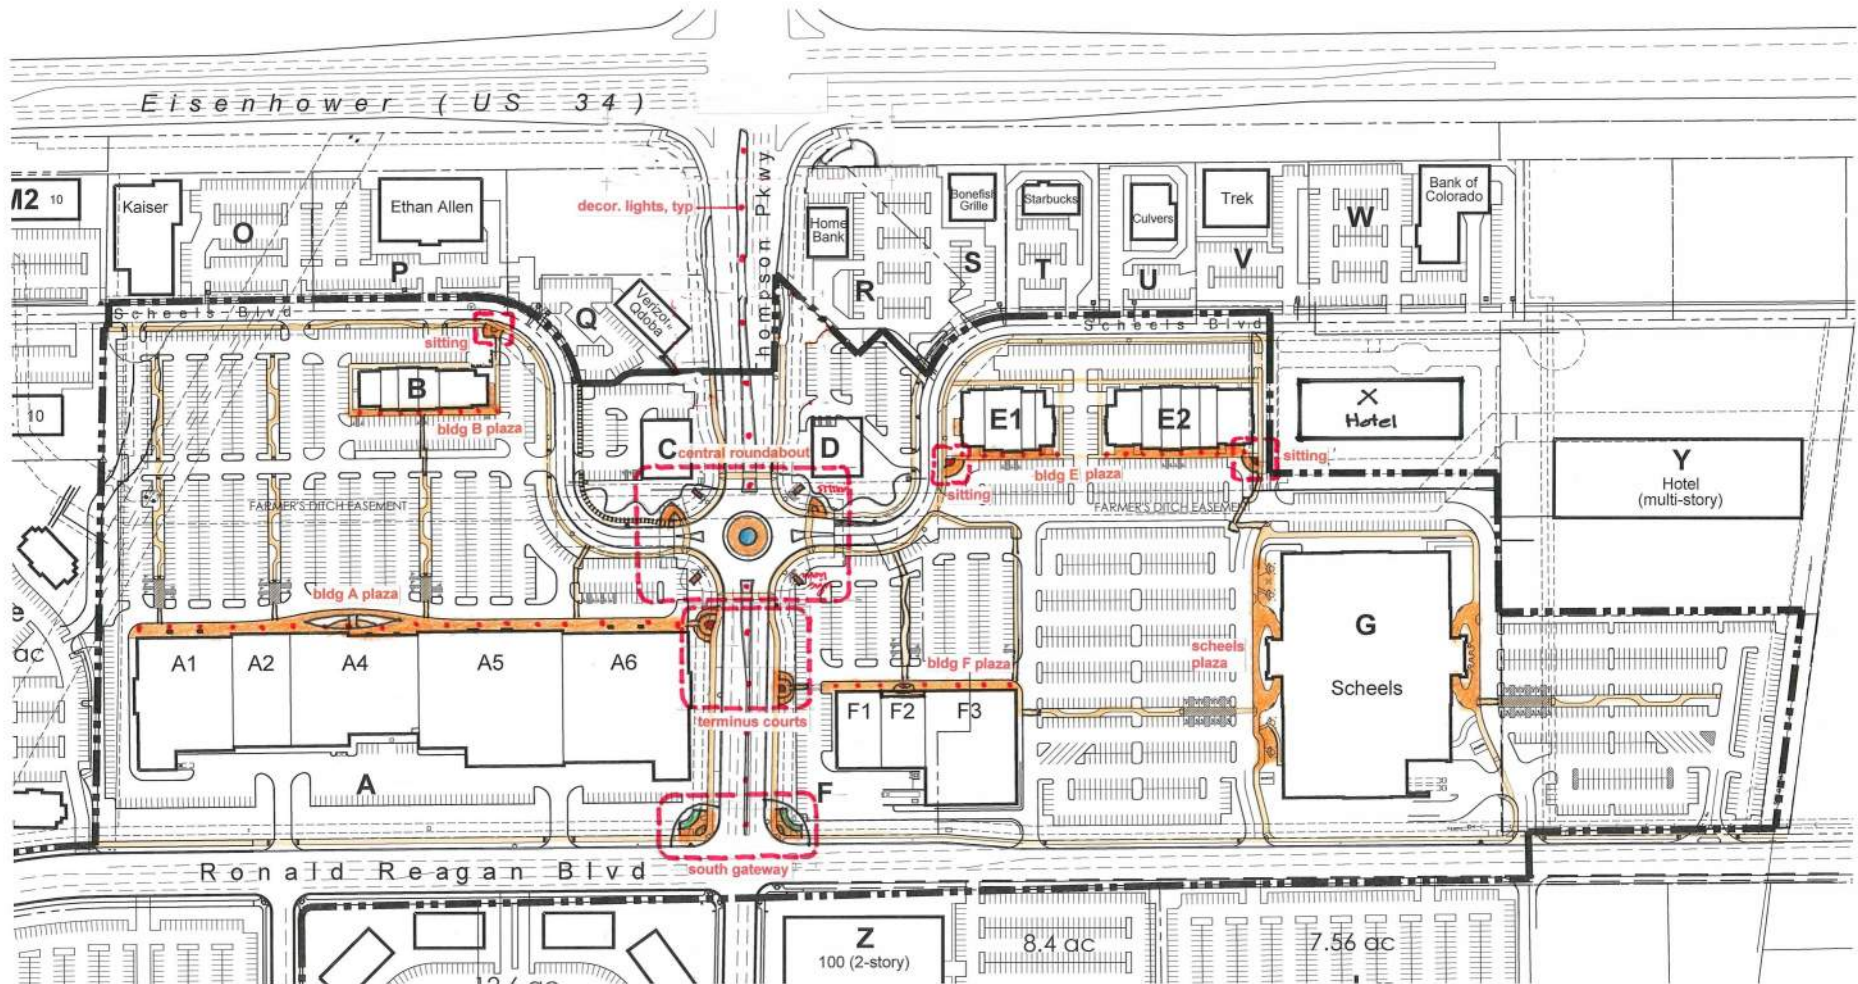 Eisenhower (US 34)
M2 10
Kaiser
O
Ethan Allen
P
decor. lights, typ
hompson Pkwy
Home
Bank
R
Bonefish
Grille
S
Starbucks
T
Culvers
U
Trek
V
W
Bank of
Colorado
Scheels Blvd
sitting
Q
Verizon
Qdoba
Scheels Blvd
10
B
bldg B plaza
C
D
central roundabout
E1
E2
bldg E plaza
sitting
sitting
X
Hotel
Y
Hotel
(multi-story)
FARMER'S DITCH EASEMENT
FARMER'S DITCH EASEMENT
bldg A plaza
ac
A1
A2
A4
A5
A6
A
terminus courts
bldg F plaza
F1
F2
F3
F
scheels
plaza
G
Scheels
south gateway
Ronald Reagan Blvd
Z
100 (2-story)
8.4 ac
7.56 ac